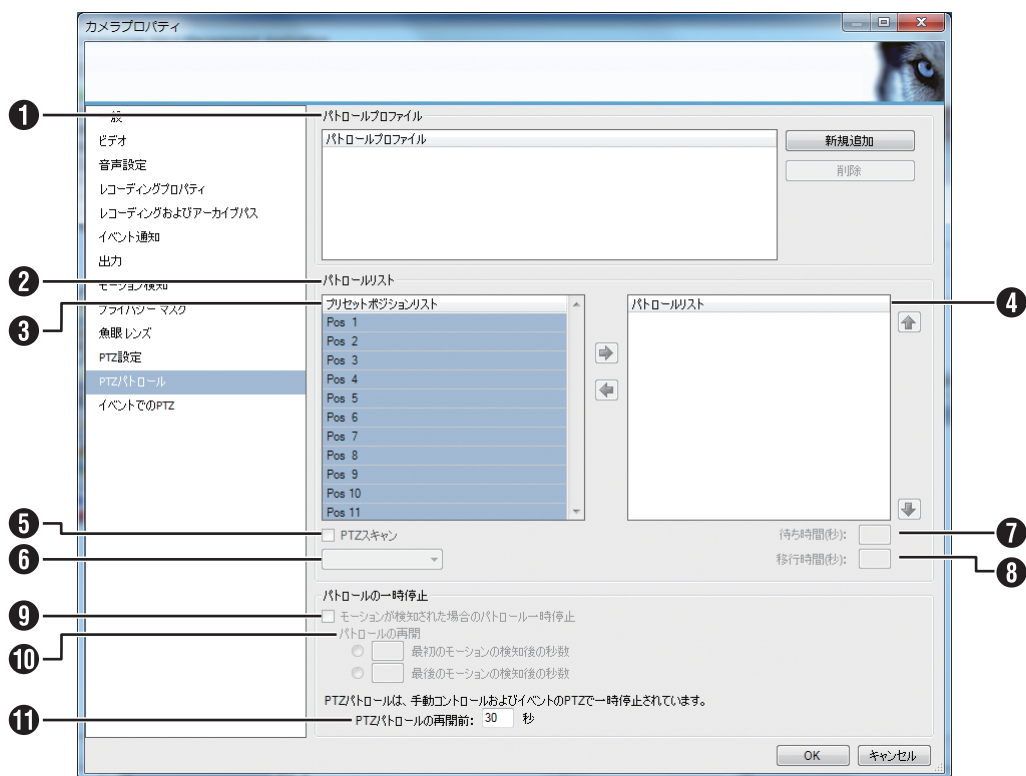 カメラプロパティ
❶
般
ビデオ
音声設定
レコーディングプロパティ
レコーディングおよびアーカイブパス
イベント通知
出力
モーション検知
プライバシー マスク
魚眼 レンズ
PTZ設定
PTZパトロール
イベントでのPTZ
パトロールプロファイル
パトロールプロファイル
新規追加
削除
❷
パトロールリスト
❸
プリセットポジションリスト
Pos 1
Pos 2
Pos 3
Pos 4
Pos 5
Pos 6
Pos 7
Pos 8
Pos 9
Pos 10
Pos 11
パトロールリスト
❹
❺
PTZスキャン
❻
待ち時間(秒):
❼
移行時間(秒):
❽
パトロールの一時停止
❾
モーションが検知された場合のパトロール一時停止
❿
パトロールの再開
最初のモーションの検知後の秒数
最後のモーションの検知後の秒数
PTZパトロールは、手動コントロールおよびイベントのPTZで一時停止されています。
⓫
PTZパトロールの再開前: 30 秒
OK
キャンセル